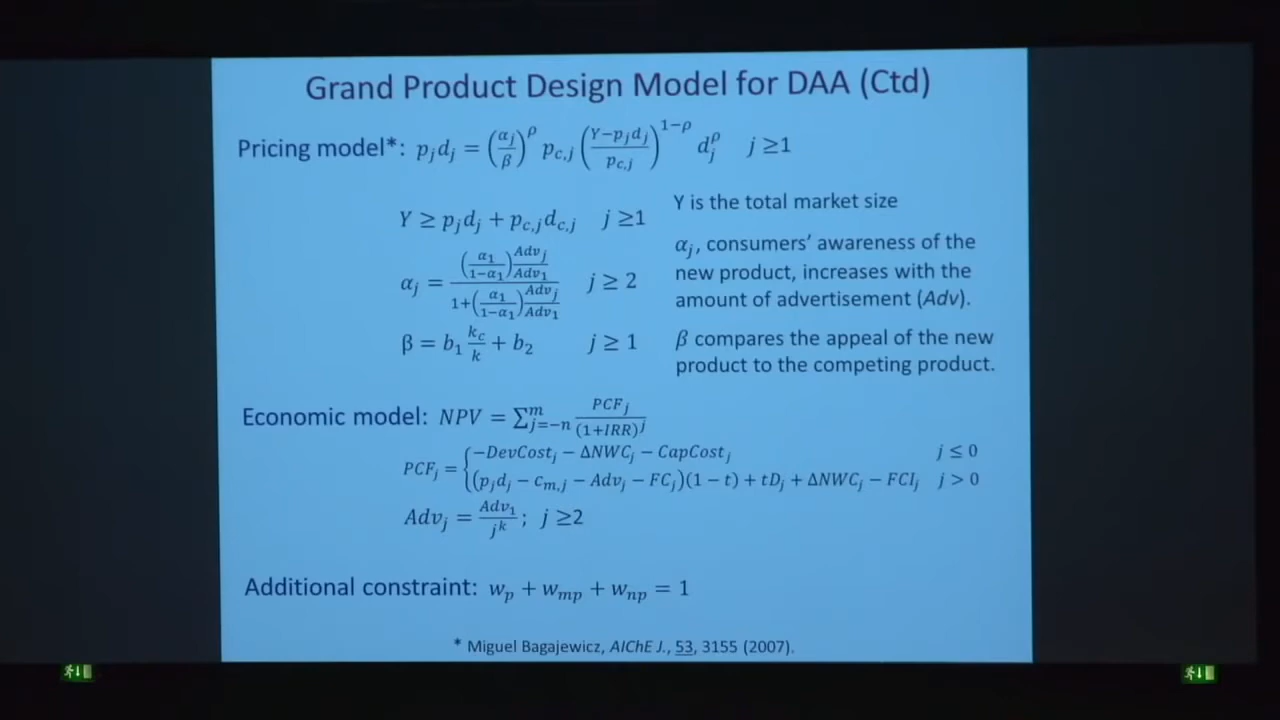 Grand Product Design Model for DAA (Ctd)
Pricing model*: p_j d_j = (α_j/β)^ρ p_{c,j} ((Y−p_j d_j)/p_{c,j})^{1−ρ} d_j^ρ   j ≥1
Y ≥ p_j d_j + p_{c,j} d_{c,j}   j ≥1
Y is the total market size
α_j = ((α_1/(1−α_1)) Adv_j/Adv_1) / (1+(α_1/(1−α_1)) Adv_j/Adv_1)   j ≥ 2
α_j, consumers' awareness of the
new product, increases with the
amount of advertisement (Adv).
β = b_1 k_c/k + b_2   j ≥ 1
β compares the appeal of the new
product to the competing product.
Economic model: NPV = ∑_{j=−n}^{m} PCF_j/(1+IRR)^j
PCF_j = { −DevCost_j − ΔNWC_j − CapCost_j   j ≤ 0
(p_j d_j − c_{m,j} − Adv_j − FC_j)(1 − t) + tD_j + ΔNWC_j − FCI_j   j > 0
Adv_j = Adv_1/j^k ; j ≥2
Additional constraint: w_p + w_{mp} + w_{np} = 1
* Miguel Bagajewicz, AIChE J., 53, 3155 (2007).